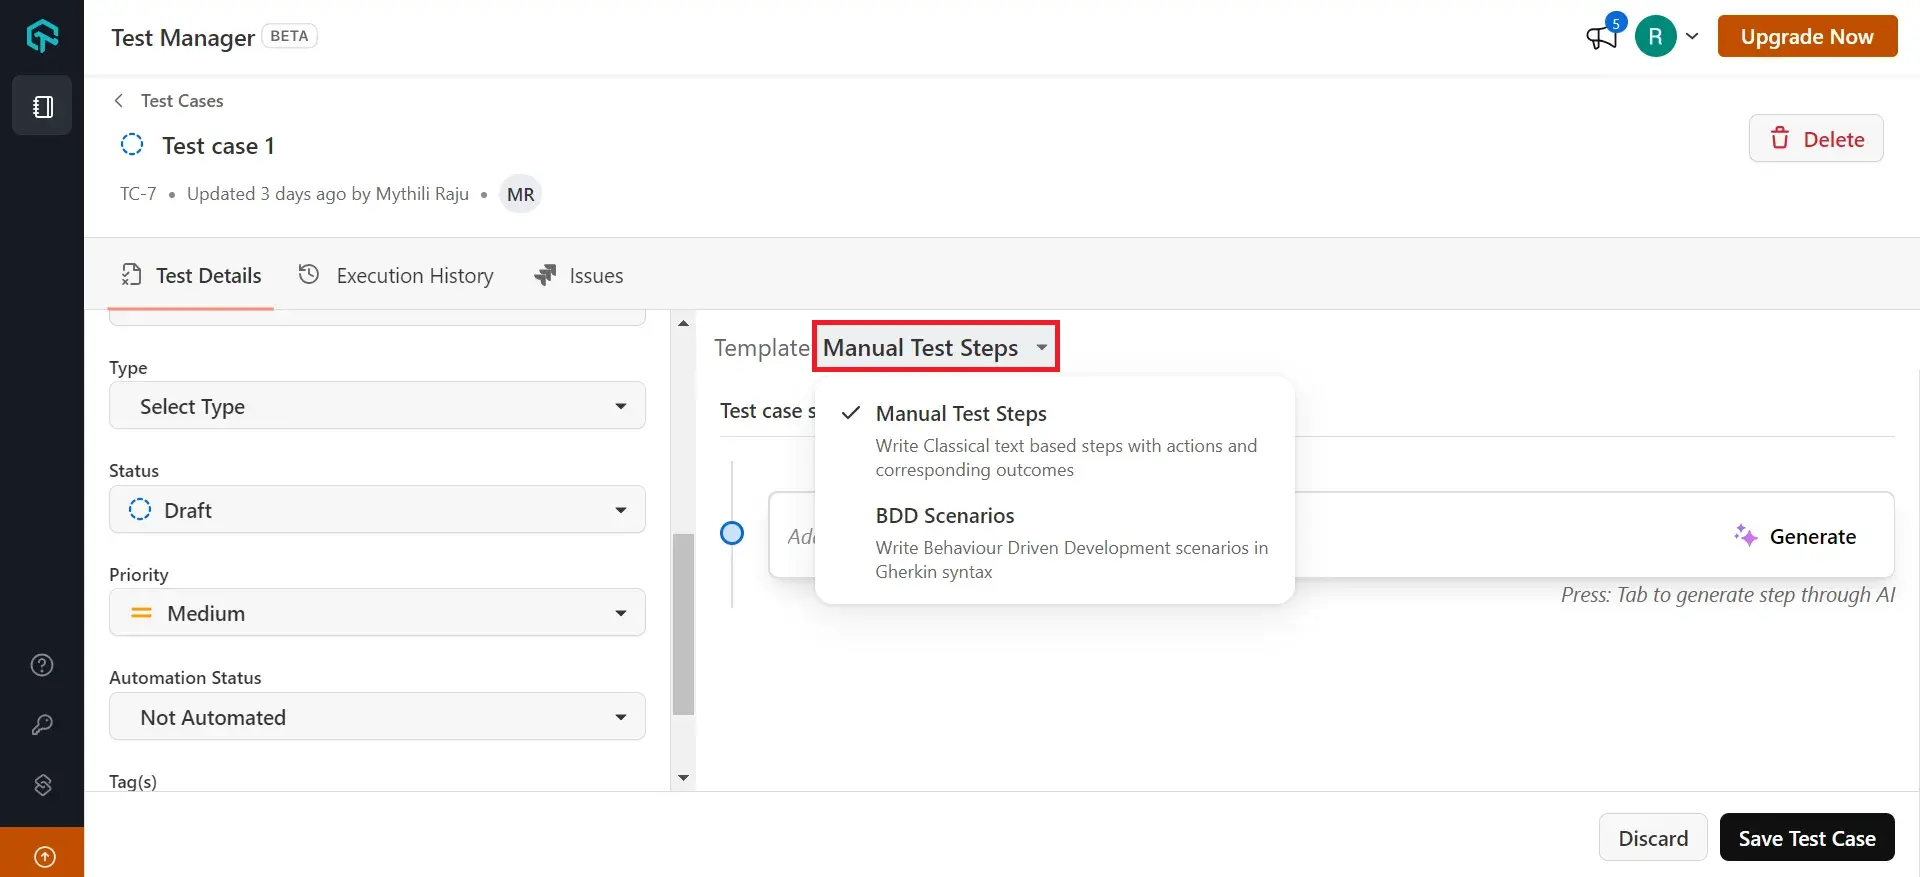 Test Manager BETA
5
R
Upgrade Now
Test Cases
Test case 1
Delete
TC-7 • Updated 3 days ago by Mythili Raju • MR
Test Details
Execution History
Issues
Type
Select Type
Status
Draft
Priority
Medium
Automation Status
Not Automated
Tag(s)
Template Manual Test Steps
Test case s
Manual Test Steps
Write Classical text based steps with actions and
corresponding outcomes
BDD Scenarios
Write Behaviour Driven Development scenarios in
Gherkin syntax
Generate
Press: Tab to generate step through AI
Discard
Save Test Case